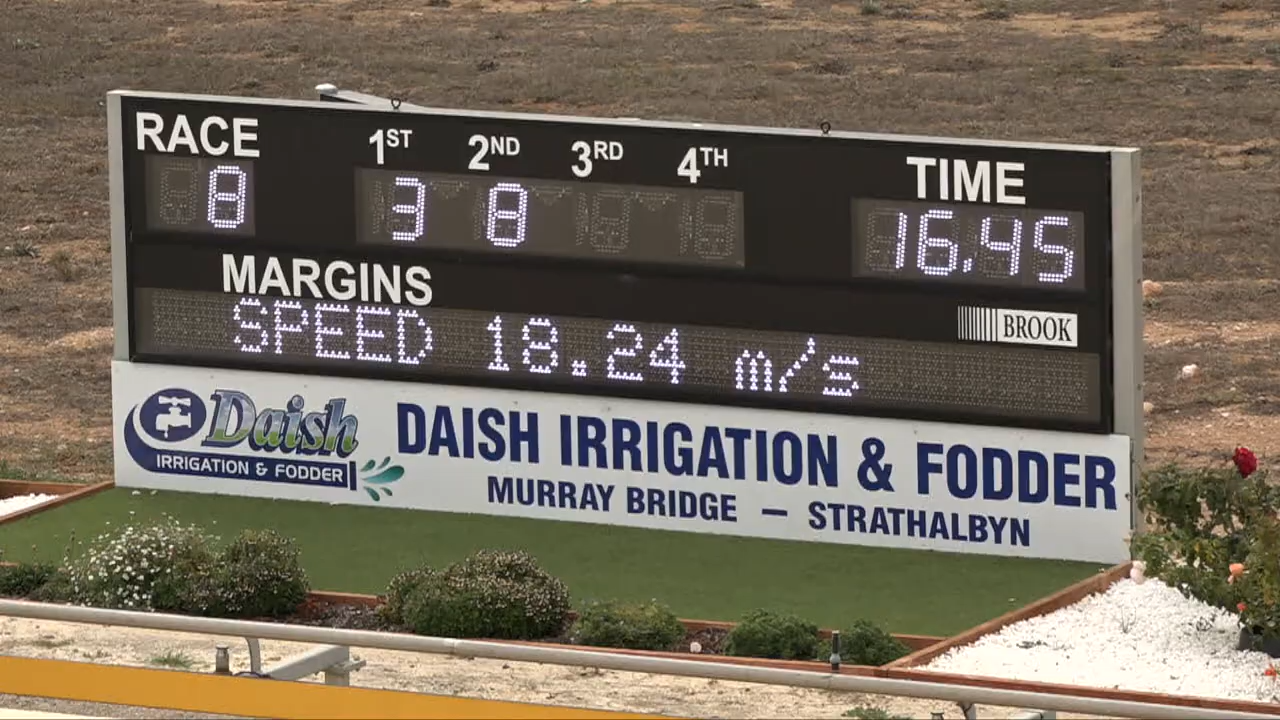 RACE 1ST 2ND 3RD 4TH TIME
8 3 8 16.45
MARGINS
BROOK
SPEED 18.24 m/s
Daish
IRRIGATION & FODDER
DAISH IRRIGATION & FODDER
MURRAY BRIDGE – STRATHALBYN